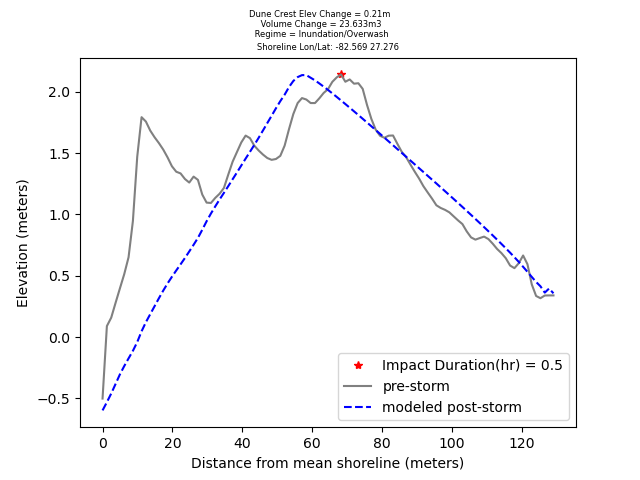 Dune Crest Elev Change = 0.21m
Volume Change = 23.633m3
Regime = Inundation/Overwash
Shoreline Lon/Lat: -82.569 27.276
Elevation (meters)
2.0
1.5
1.0
0.5
0.0
−0.5
Impact Duration(hr) = 0.5
pre-storm
modeled post-storm
0 20 40 60 80 100 120
Distance from mean shoreline (meters)